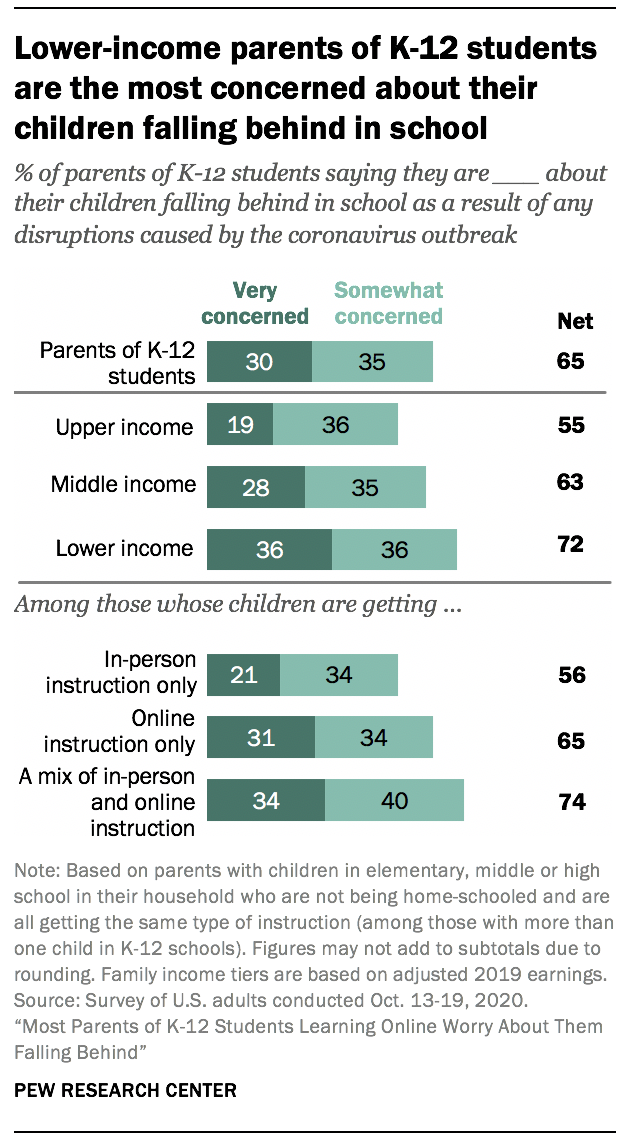 Lower-income parents of K-12 students
are the most concerned about their
children falling behind in school
% of parents of K-12 students saying they are ___ about
their children falling behind in school as a result of any
disruptions caused by the coronavirus outbreak
Very
concerned
Somewhat
concerned
Net
Parents of K-12
students
30 35 65
Upper income 19 36 55
Middle income 28 35 63
Lower income 36 36 72
Among those whose children are getting ...
In-person
instruction only
21 34 56
Online
instruction only
31 34 65
A mix of in-person
and online
instruction
34 40 74
Note: Based on parents with children in elementary, middle or high
school in their household who are not being home-schooled and are
all getting the same type of instruction (among those with more than
one child in K-12 schools). Figures may not add to subtotals due to
rounding. Family income tiers are based on adjusted 2019 earnings.
Source: Survey of U.S. adults conducted Oct. 13-19, 2020.
“Most Parents of K-12 Students Learning Online Worry About Them
Falling Behind”
PEW RESEARCH CENTER